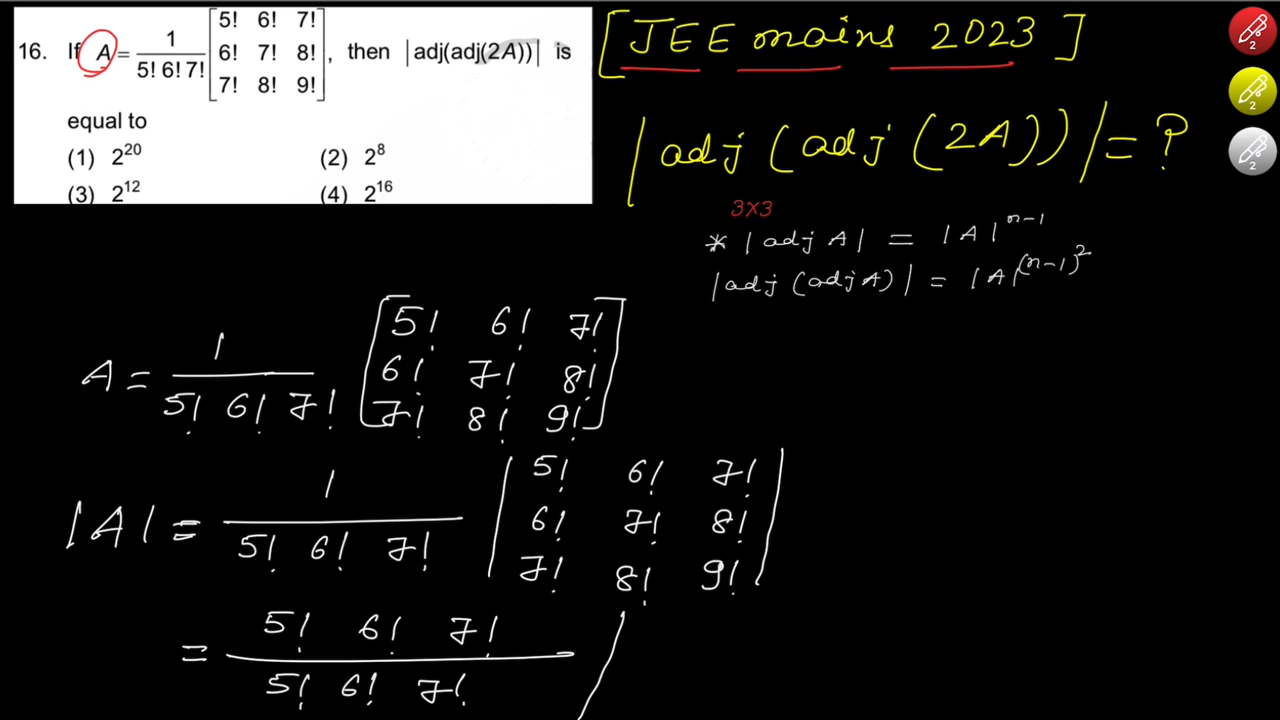 16. If A = 1/(5! 6! 7!) [5! 6! 7!; 6! 7! 8!; 7! 8! 9!], then |adj(adj(2A))| is
equal to
(1) 2^20 (2) 2^8
(3) 2^12 (4) 2^16
[JEE mains 2023]
|adj(adj(2A))| = ?
3×3
* |adj A| = |A|^(n-1)
|adj(adj A)| = |A|^(n-1)^2
A = 1/(5! 6! 7!) [5! 6! 7!; 6! 7! 8!; 7! 8! 9!]
|A| = 1/(5! 6! 7!) |5! 6! 7!; 6! 7! 8!; 7! 8! 9!|
= 5! 6! 7!/(5! 6! 7!) |
2
2
2